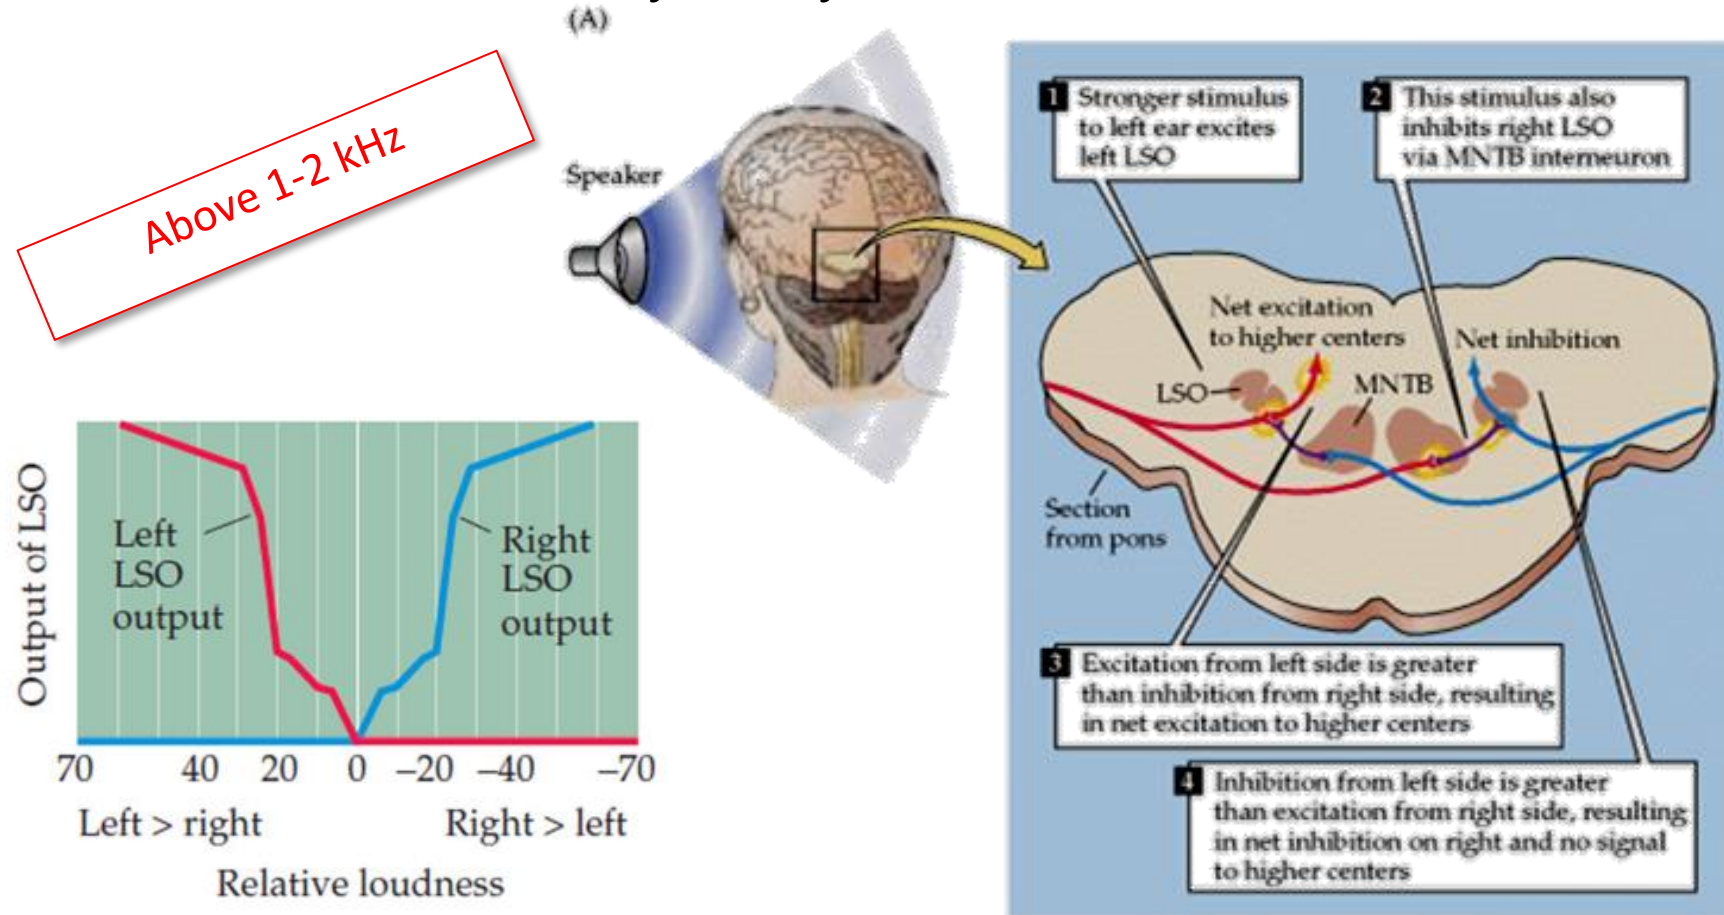 (A)
Above 1-2 kHz
Speaker
1 Stronger stimulus
to left ear excites
left LSO
2 This stimulus also
inhibits right LSO
via MNTB interneuron
Net excitation
to higher centers
Net inhibition
LSO
MNTB
Section
from pons
3 Excitation from left side is greater
than inhibition from right side, resulting
in net excitation to higher centers
4 Inhibition from left side is greater
than excitation from right side, resulting
in net inhibition on right and no signal
to higher centers
Output of LSO
Left
LSO
output
Right
LSO
output
70 40 20 0 –20 –40 –70
Left > right Right > left
Relative loudness